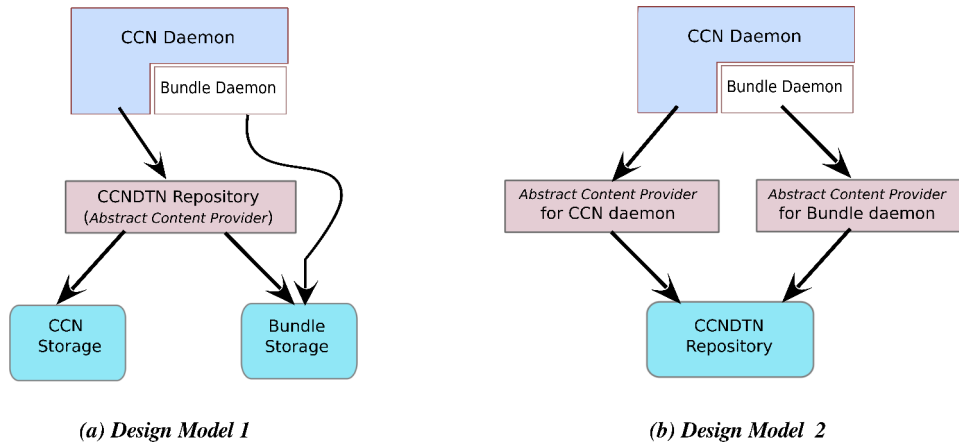 CCN Daemon
Bundle Daemon
CCNDTN Repository
(Abstract Content Provider)
CCN
Storage
Bundle
Storage
(a) Design Model 1
CCN Daemon
Bundle Daemon
Abstract Content Provider
for CCN daemon
Abstract Content Provider
for Bundle daemon
CCNDTN
Repository
(b) Design Model 2